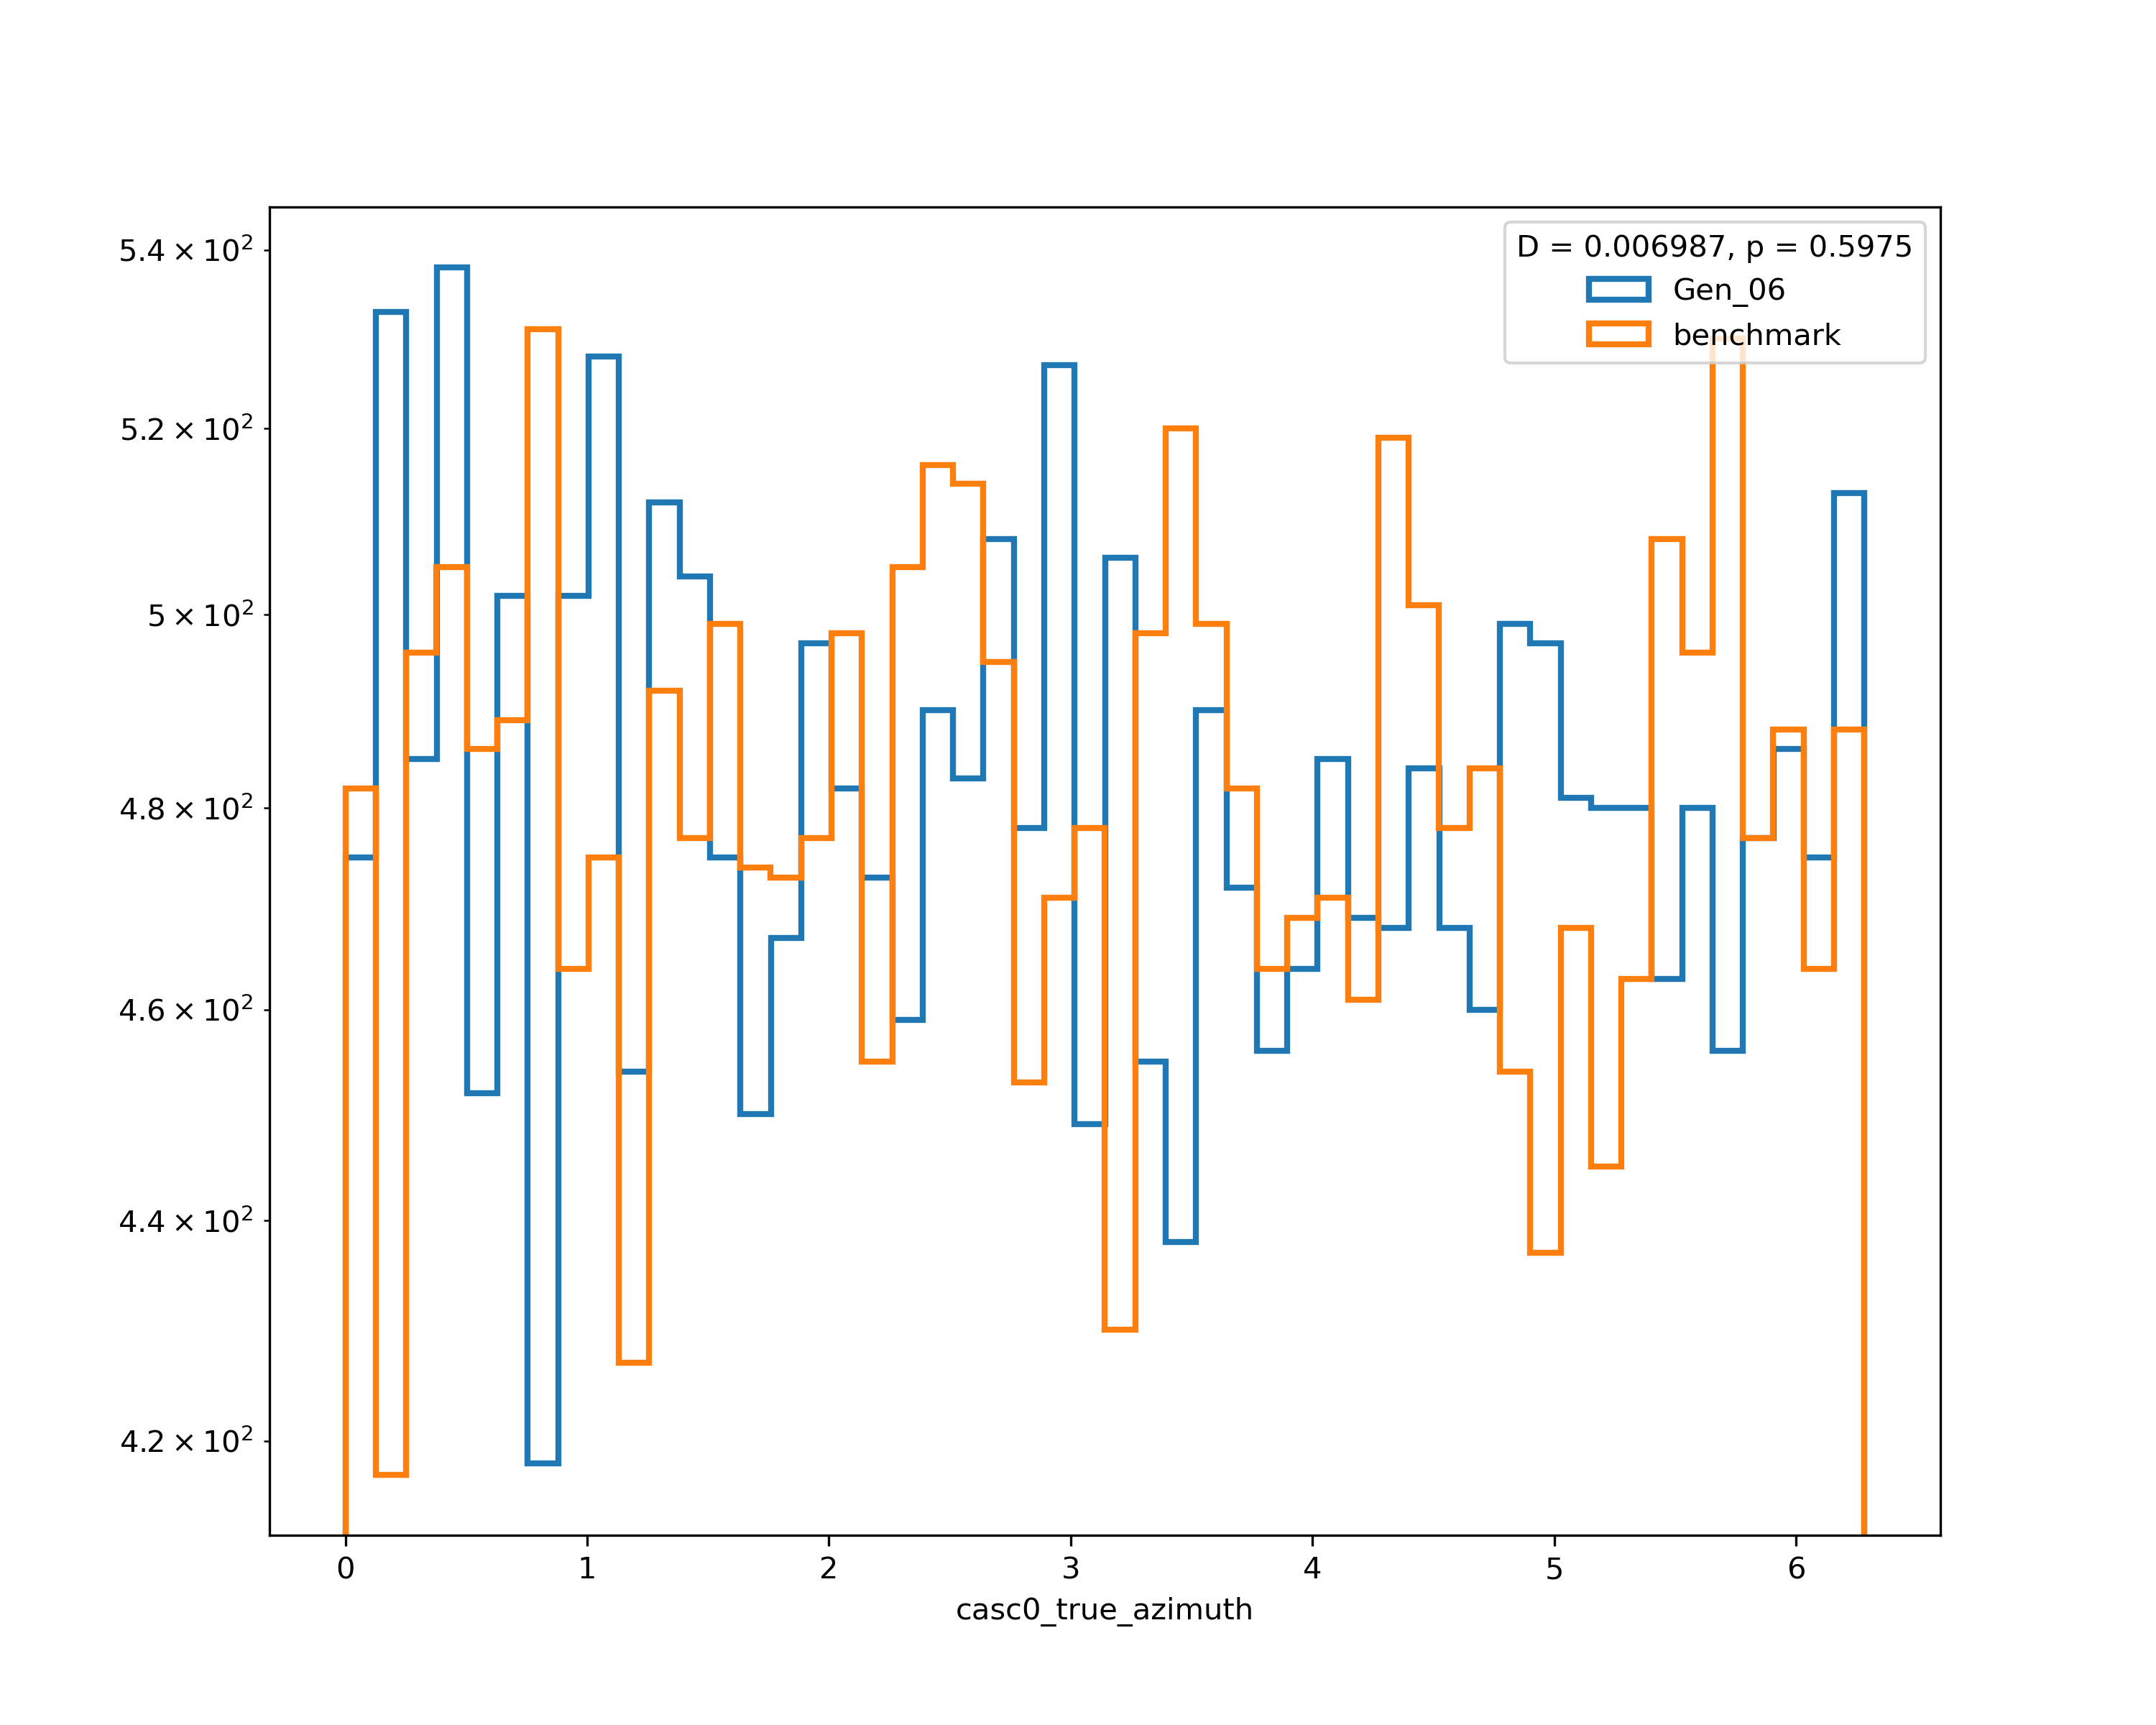 D = 0.006987, p = 0.5975
Gen_06
benchmark
5.4 × 10²
5.2 × 10²
5 × 10²
4.8 × 10²
4.6 × 10²
4.4 × 10²
4.2 × 10²
0 1 2 3 4 5 6
casc0_true_azimuth